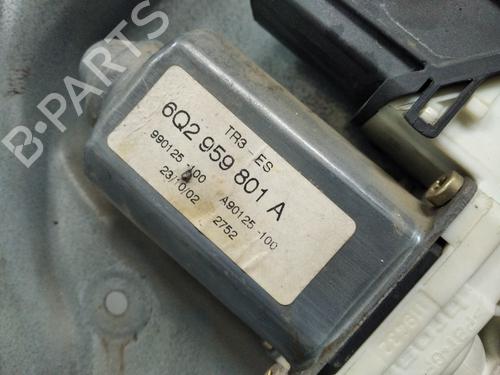 TR3 - ES
6Q2 959 801 A
990125 -100 A90125 -100
23/10/02 2752
B-PARTS